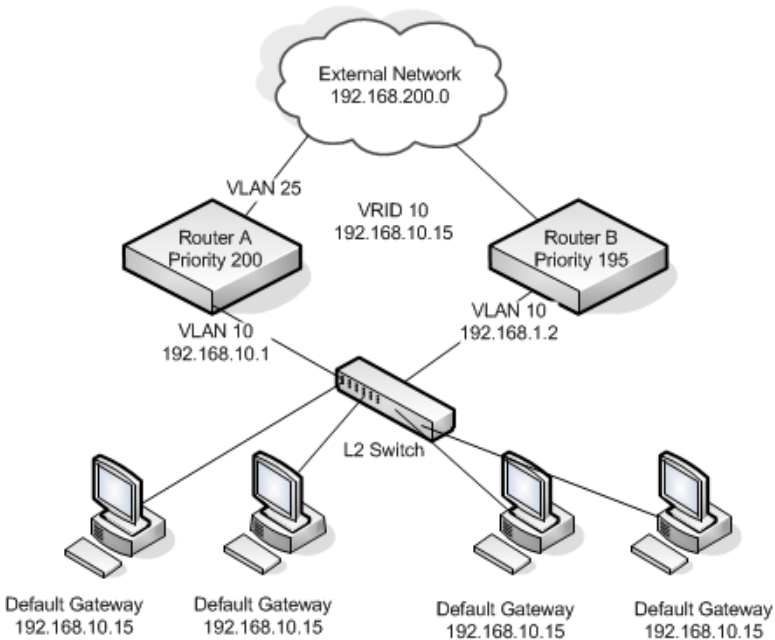 External Network
192.168.200.0
VLAN 25
VRID 10
192.168.10.15
Router A
Priority 200
Router B
Priority 195
VLAN 10
192.168.10.1
VLAN 10
192.168.1.2
L2 Switch
Default Gateway
192.168.10.15
Default Gateway
192.168.10.15
Default Gateway
192.168.10.15
Default Gateway
192.168.10.15